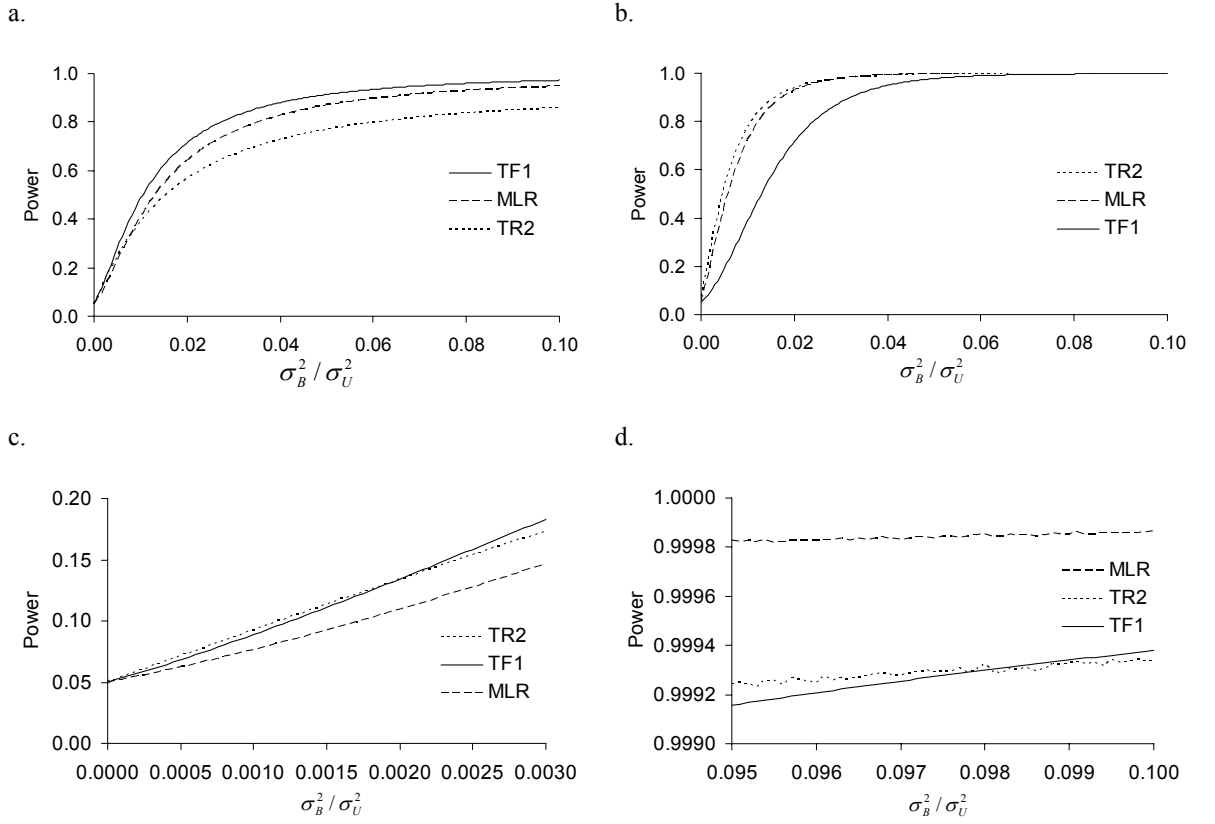 a.
Power
1.0
0.8
0.6
0.4
0.2
0.0
0.00 0.02 0.04 0.06 0.08 0.10
σ_B^2 / σ_U^2
TF1
MLR
TR2
b.
Power
1.0
0.8
0.6
0.4
0.2
0.0
0.00 0.02 0.04 0.06 0.08 0.10
σ_B^2 / σ_U^2
TR2
MLR
TF1
c.
Power
0.20
0.15
0.10
0.05
0.00
0.0000 0.0005 0.0010 0.0015 0.0020 0.0025 0.0030
σ_B^2 / σ_U^2
TR2
TF1
MLR
d.
Power
1.0000
0.9998
0.9996
0.9994
0.9992
0.9990
0.095 0.096 0.097 0.098 0.099 0.100
σ_B^2 / σ_U^2
MLR
TR2
TF1